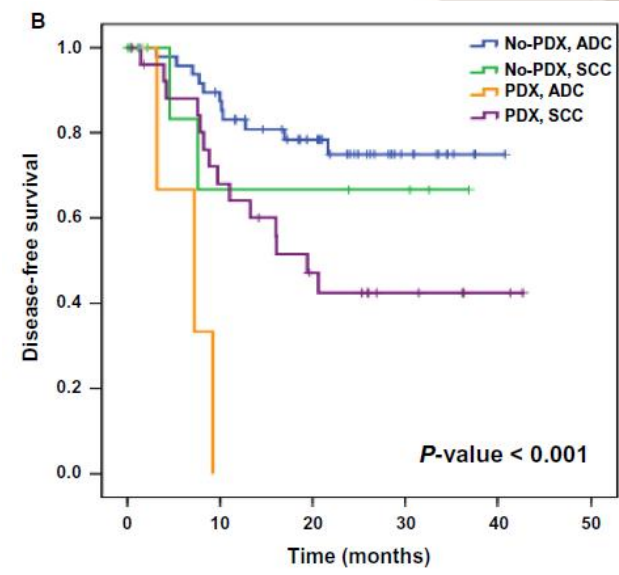 B
No-PDX, ADC
No-PDX, SCC
PDX, ADC
PDX, SCC
Disease-free survival
1.0
0.8
0.6
0.4
0.2
0.0
P-value < 0.001
0 10 20 30 40 50
Time (months)